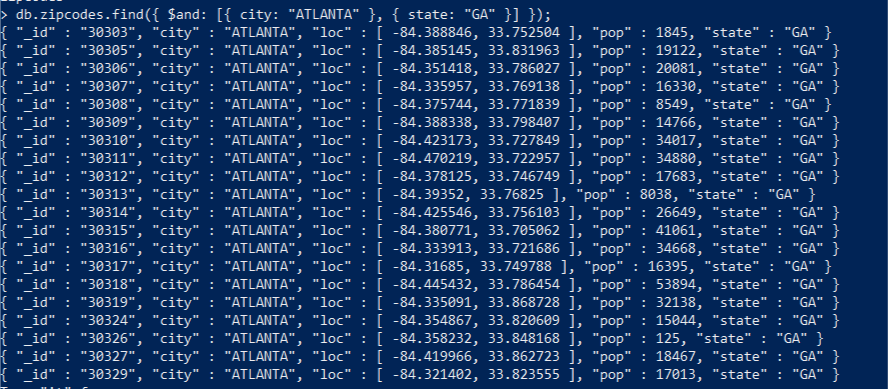 > db.zipcodes.find({ $and: [{ city: "ATLANTA" }, { state: "GA" }] });
{ "_id" : "30303", "city" : "ATLANTA", "loc" : [ -84.388846, 33.752504 ], "pop" : 1845, "state" : "GA" }
{ "_id" : "30305", "city" : "ATLANTA", "loc" : [ -84.385145, 33.831963 ], "pop" : 19122, "state" : "GA" }
{ "_id" : "30306", "city" : "ATLANTA", "loc" : [ -84.351418, 33.786027 ], "pop" : 20081, "state" : "GA" }
{ "_id" : "30307", "city" : "ATLANTA", "loc" : [ -84.335957, 33.769138 ], "pop" : 16330, "state" : "GA" }
{ "_id" : "30308", "city" : "ATLANTA", "loc" : [ -84.375744, 33.771839 ], "pop" : 8549, "state" : "GA" }
{ "_id" : "30309", "city" : "ATLANTA", "loc" : [ -84.388338, 33.798407 ], "pop" : 14766, "state" : "GA" }
{ "_id" : "30310", "city" : "ATLANTA", "loc" : [ -84.423173, 33.727849 ], "pop" : 34017, "state" : "GA" }
{ "_id" : "30311", "city" : "ATLANTA", "loc" : [ -84.470219, 33.722957 ], "pop" : 34880, "state" : "GA" }
{ "_id" : "30312", "city" : "ATLANTA", "loc" : [ -84.378125, 33.746749 ], "pop" : 17683, "state" : "GA" }
{ "_id" : "30313", "city" : "ATLANTA", "loc" : [ -84.39352, 33.76825 ], "pop" : 8038, "state" : "GA" }
{ "_id" : "30314", "city" : "ATLANTA", "loc" : [ -84.425546, 33.756103 ], "pop" : 26649, "state" : "GA" }
{ "_id" : "30315", "city" : "ATLANTA", "loc" : [ -84.380771, 33.705062 ], "pop" : 41061, "state" : "GA" }
{ "_id" : "30316", "city" : "ATLANTA", "loc" : [ -84.333913, 33.721686 ], "pop" : 34668, "state" : "GA" }
{ "_id" : "30317", "city" : "ATLANTA", "loc" : [ -84.31685, 33.749788 ], "pop" : 16395, "state" : "GA" }
{ "_id" : "30318", "city" : "ATLANTA", "loc" : [ -84.445432, 33.786454 ], "pop" : 53894, "state" : "GA" }
{ "_id" : "30319", "city" : "ATLANTA", "loc" : [ -84.335091, 33.868728 ], "pop" : 32138, "state" : "GA" }
{ "_id" : "30324", "city" : "ATLANTA", "loc" : [ -84.354867, 33.820609 ], "pop" : 15044, "state" : "GA" }
{ "_id" : "30326", "city" : "ATLANTA", "loc" : [ -84.358232, 33.848168 ], "pop" : 125, "state" : "GA" }
{ "_id" : "30327", "city" : "ATLANTA", "loc" : [ -84.419966, 33.862723 ], "pop" : 18467, "state" : "GA" }
{ "_id" : "30329", "city" : "ATLANTA", "loc" : [ -84.321402, 33.823555 ], "pop" : 17013, "state" : "GA" }